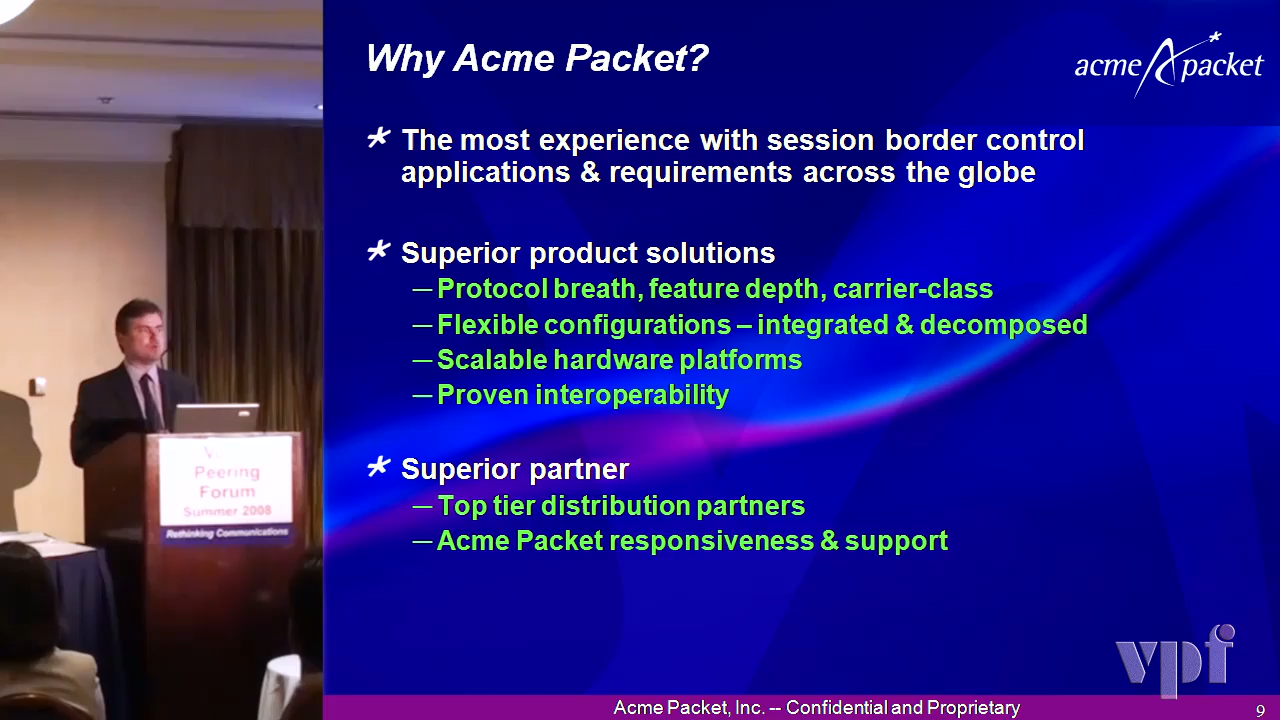 Why Acme Packet?
acme packet
* The most experience with session border control
applications & requirements across the globe
* Superior product solutions
– Protocol breath, feature depth, carrier-class
– Flexible configurations – integrated & decomposed
– Scalable hardware platforms
– Proven interoperability
* Superior partner
– Top tier distribution partners
– Acme Packet responsiveness & support
Peering
Forum
Summer 2008
Rethinking Communications
vpf
Acme Packet, Inc. -- Confidential and Proprietary
9